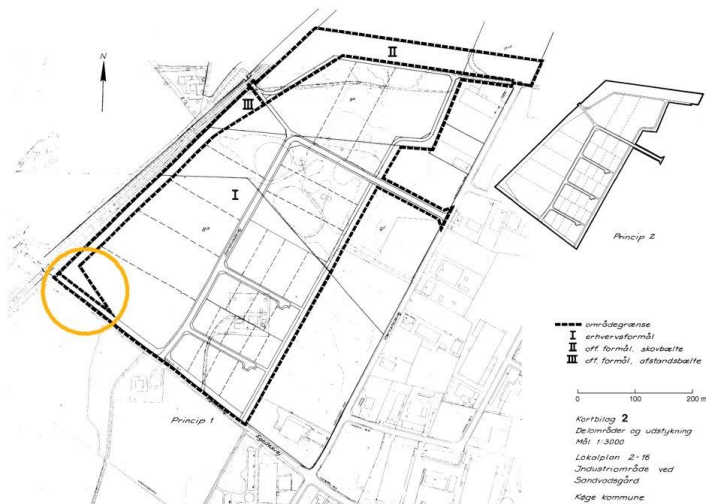 N
II
III
I
Princip 1
Princip 2
områdegrænse
I erhvervsformål
II off. formål, skovbælte
III off. formål, afstandsbælte
0 100 200 m
Kortbilag 2
Delområder og udstykning
Mål 1:3000
Lokalplan 2-16
Industriområde ved
Sandvadsgård
Køge kommune